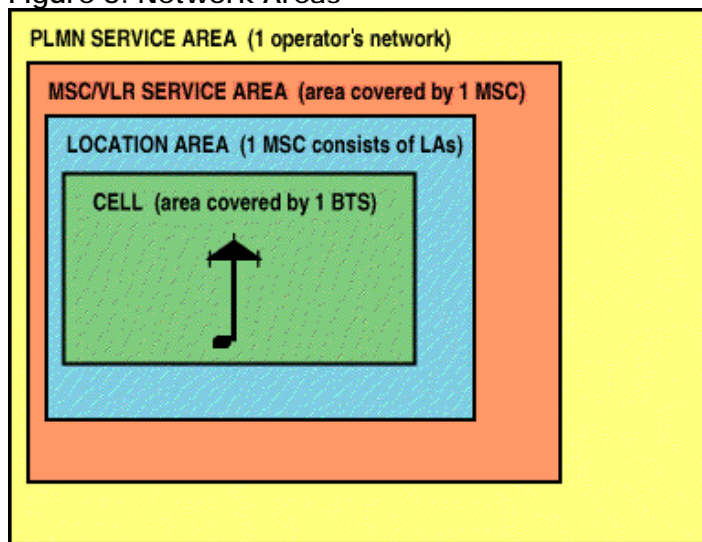 Figure 3. Network Areas
PLMN SERVICE AREA (1 operator's network)
MSC/VLR SERVICE AREA (area covered by 1 MSC)
LOCATION AREA (1 MSC consists of LAs)
CELL (area covered by 1 BTS)